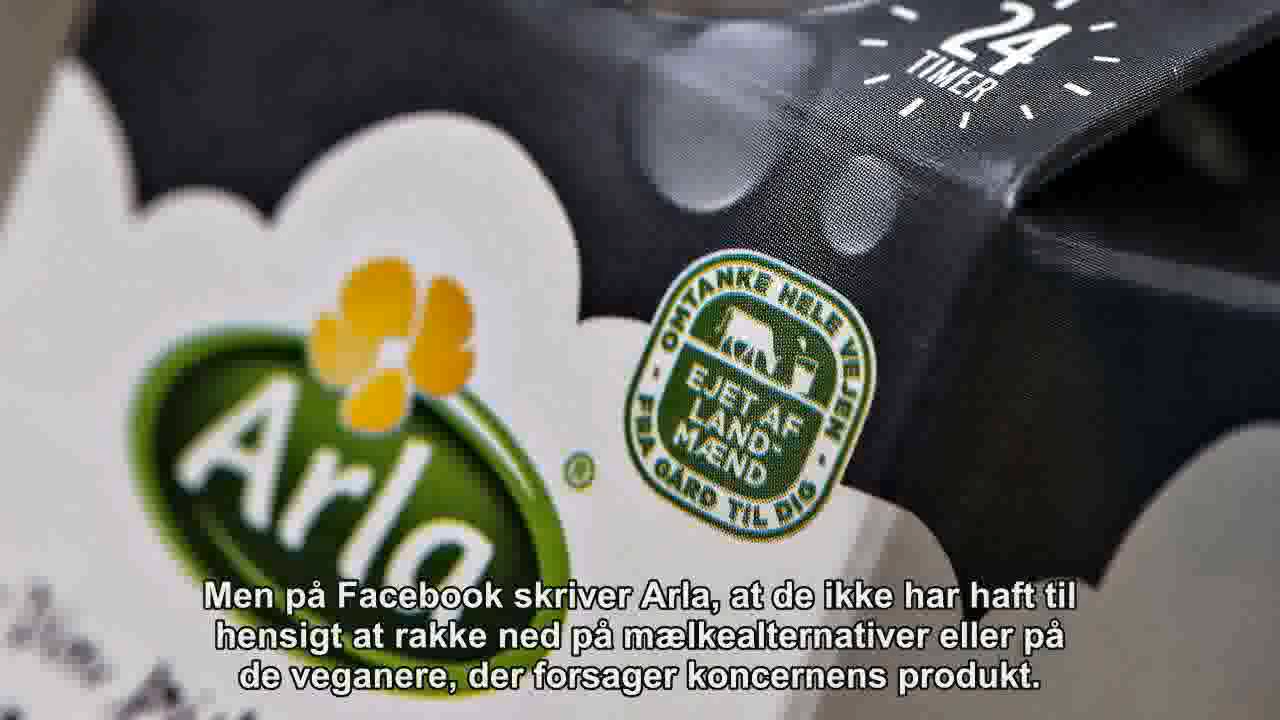 24
TIMER
OMTANKE HELE VEJEN
EJET AF
LAND-
MÆND
FRA GÅRD TIL DIG
Arla
®
Men på Facebook skriver Arla, at de ikke har haft til
hensigt at rakke ned på mælkealternativer eller på
de veganere, der forsager koncernens produkt.